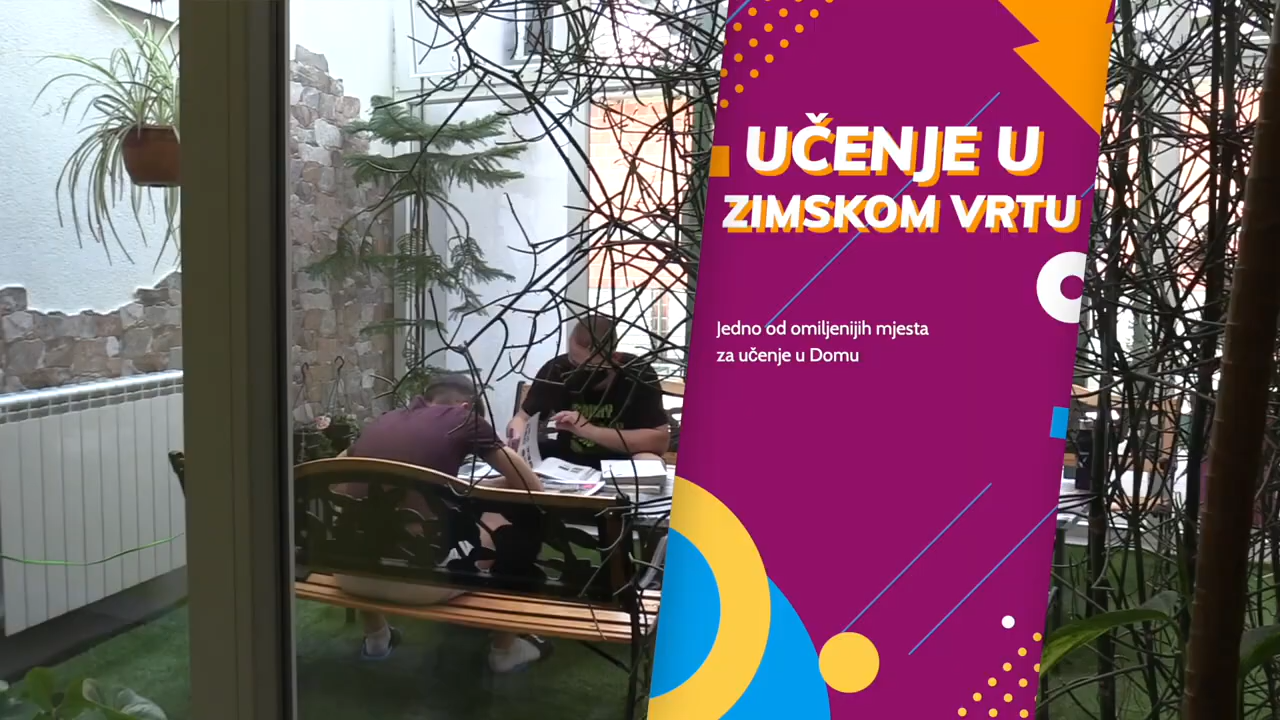 UČENJE U
ZIMSKOM VRTU
Jedno od omiljenijih mjesta
za učenje u Domu